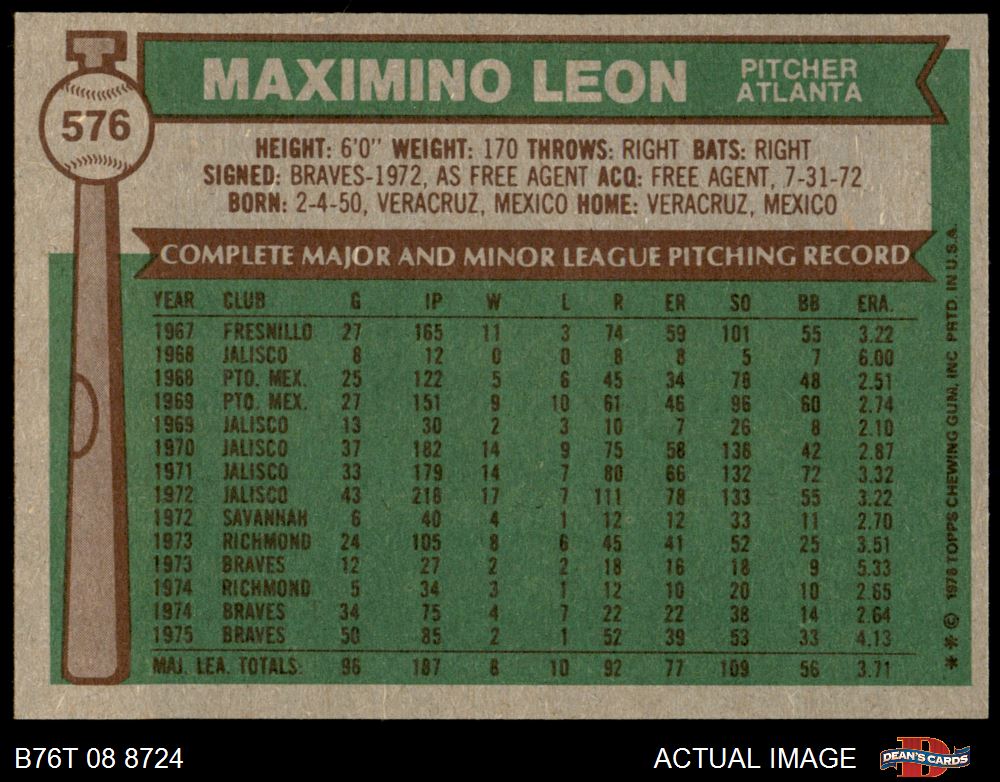 576
MAXIMINO LEON
PITCHER
ATLANTA
HEIGHT: 6'0" WEIGHT: 170 THROWS: RIGHT BATS: RIGHT
SIGNED: BRAVES-1972, AS FREE AGENT ACQ: FREE AGENT, 7-31-72
BORN: 2-4-50, VERACRUZ, MEXICO HOME: VERACRUZ, MEXICO
COMPLETE MAJOR AND MINOR LEAGUE PITCHING RECORD
YEAR CLUB G IP W L R ER SO BB ERA.
1967 FRESNILLO 27 165 11 3 74 59 101 55 3.22
1968 JALISCO 8 12 0 0 8 8 5 7 6.00
1968 PTO. MEX. 25 122 5 6 45 34 78 48 2.51
1969 PTO. MEX. 27 151 9 10 61 46 96 60 2.74
1969 JALISCO 13 30 2 3 10 7 26 8 2.10
1970 JALISCO 37 182 14 9 75 58 136 42 2.87
1971 JALISCO 33 179 14 7 80 66 132 72 3.32
1972 JALISCO 43 218 17 7 111 78 133 55 3.22
1972 SAVANNAH 6 40 4 1 12 12 33 11 2.70
1973 RICHMOND 24 105 8 6 45 41 52 25 3.51
1973 BRAVES 12 27 2 2 18 16 18 9 5.33
1974 RICHMOND 5 34 3 1 12 10 20 10 2.65
1974 BRAVES 34 75 4 7 22 22 38 14 2.64
1975 BRAVES 50 85 2 1 52 39 53 33 4.13
MAJ. LEA. TOTALS: 96 187 8 10 92 77 109 56 3.71
** © 1976 TOPPS CHEWING GUM, INC PRTD. IN U.S.A.
B76T 08 8724
ACTUAL IMAGE
DEAN'S CARDS